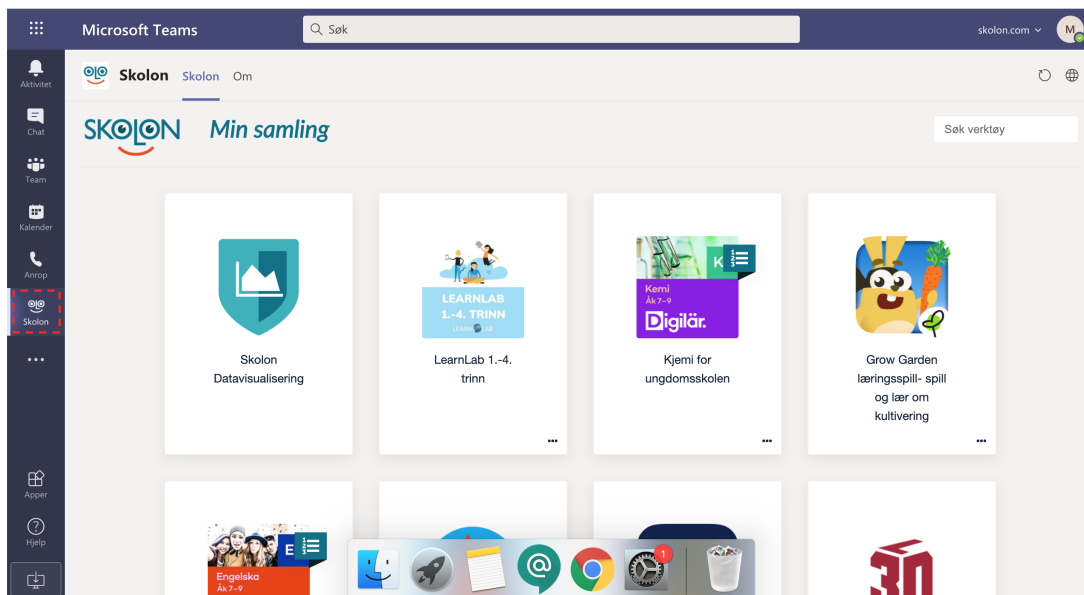 Microsoft Teams
Søk
skolon.com
M
Aktivitet
Chat
Team
Kalender
Anrop
Skolon
Apper
Hjelp
Skolon
Skolon
Om
SKOLON
Min samling
Søk verktøy
Skolon
Datavisualisering
LEARNLAB
1.-4. TRINN
LEARN LAB
LearnLab 1.-4.
trinn
K
Kemi
Åk 7–9
Digilär.
Kjemi for
ungdomsskolen
Grow Garden
læringsspill- spill
og lær om
kultivering
E
Engelska
Åk 7–9
@
1